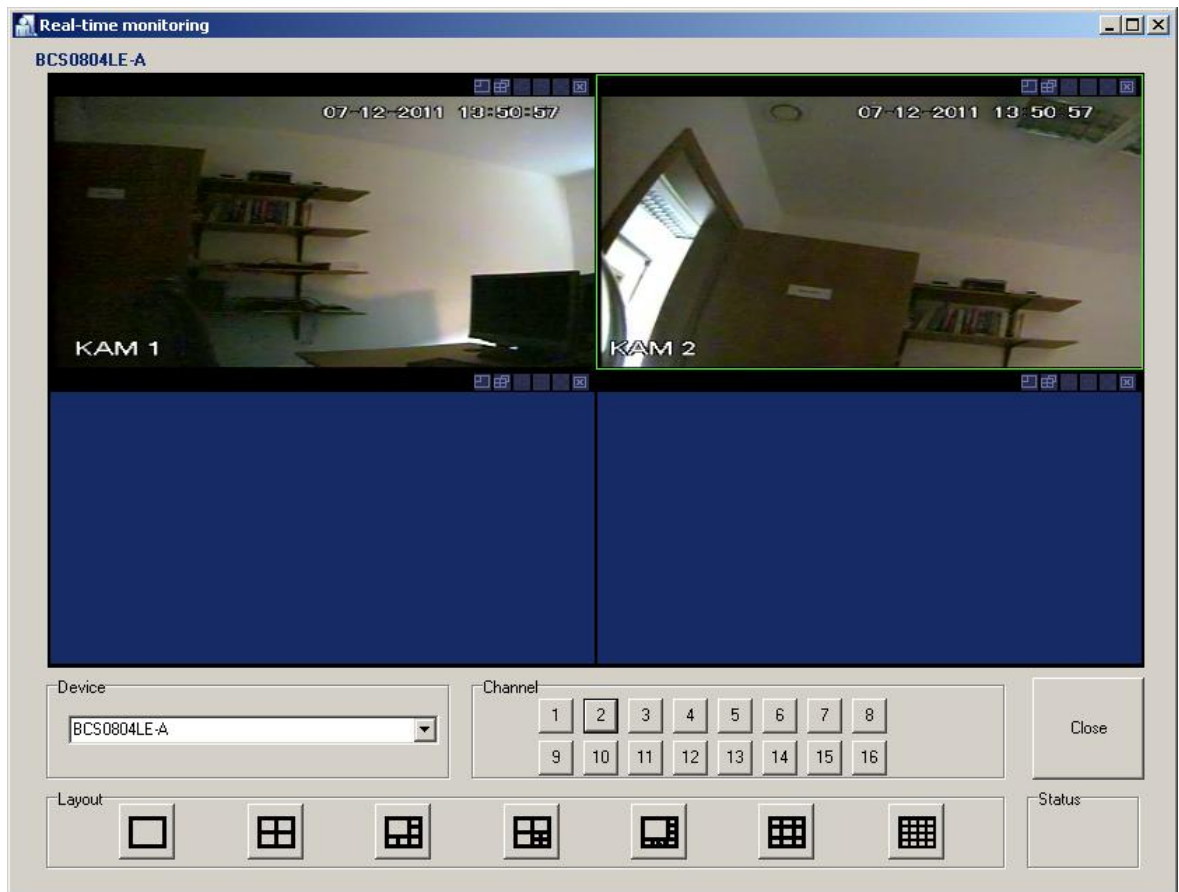 Real-time monitoring
BCS0804LE-A
07-12-2011 13:50:57
07-12-2011 13 50 57
KAM 1
KAM 2
Device
BCS0804LE-A
Channel
1 2 3 4 5 6 7 8
9 10 11 12 13 14 15 16
Close
Layout
Status